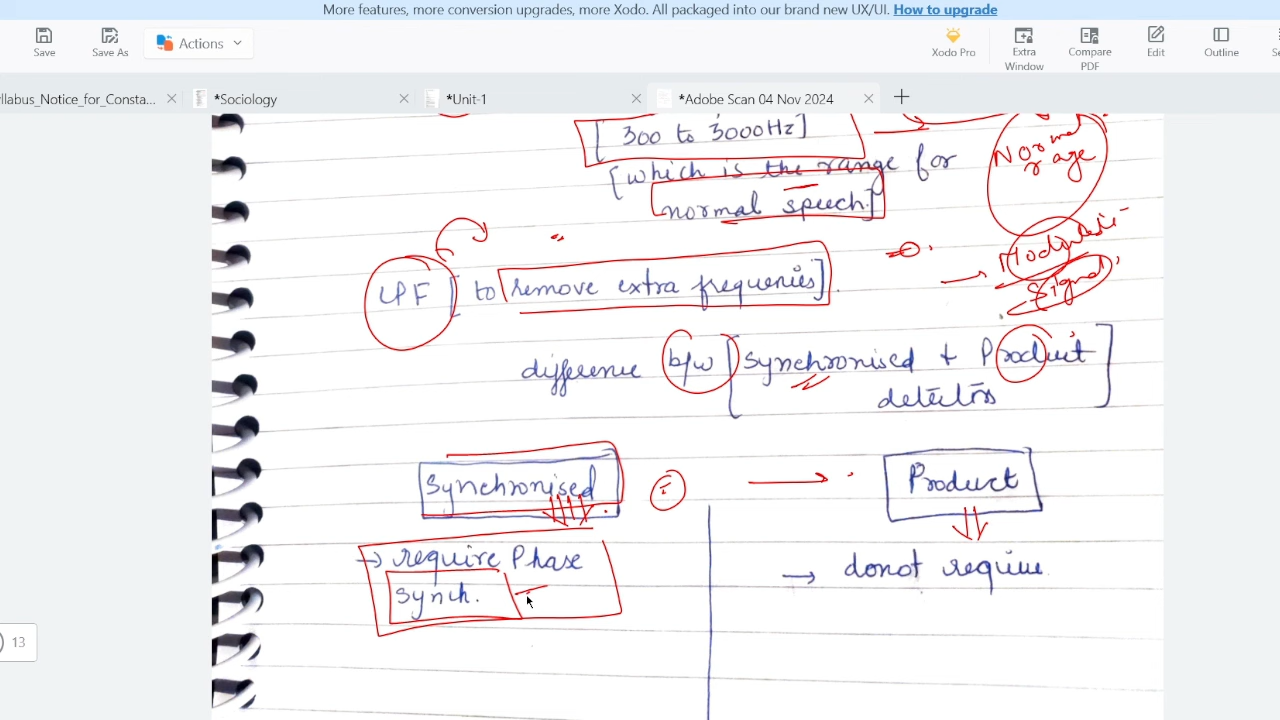 More features, more conversion upgrades, more Xodo. All packaged into our brand new UX/UI. How to upgrade
Save
Save As
Actions
Xodo Pro
Extra Window
Compare PDF
Edit
Outline
Se
llabus_Notice_for_Consta...
*Sociology
*Unit-1
*Adobe Scan 04 Nov 2024
[300 to 3000Hz]
[which is the range for
normal speech.]
Normal
LPF [to remove extra frequenies].
Signal
difference b/w [synchronised + Product
detectors]
Synchronised
Product
→ require Phase
synch.
→ donot require
13